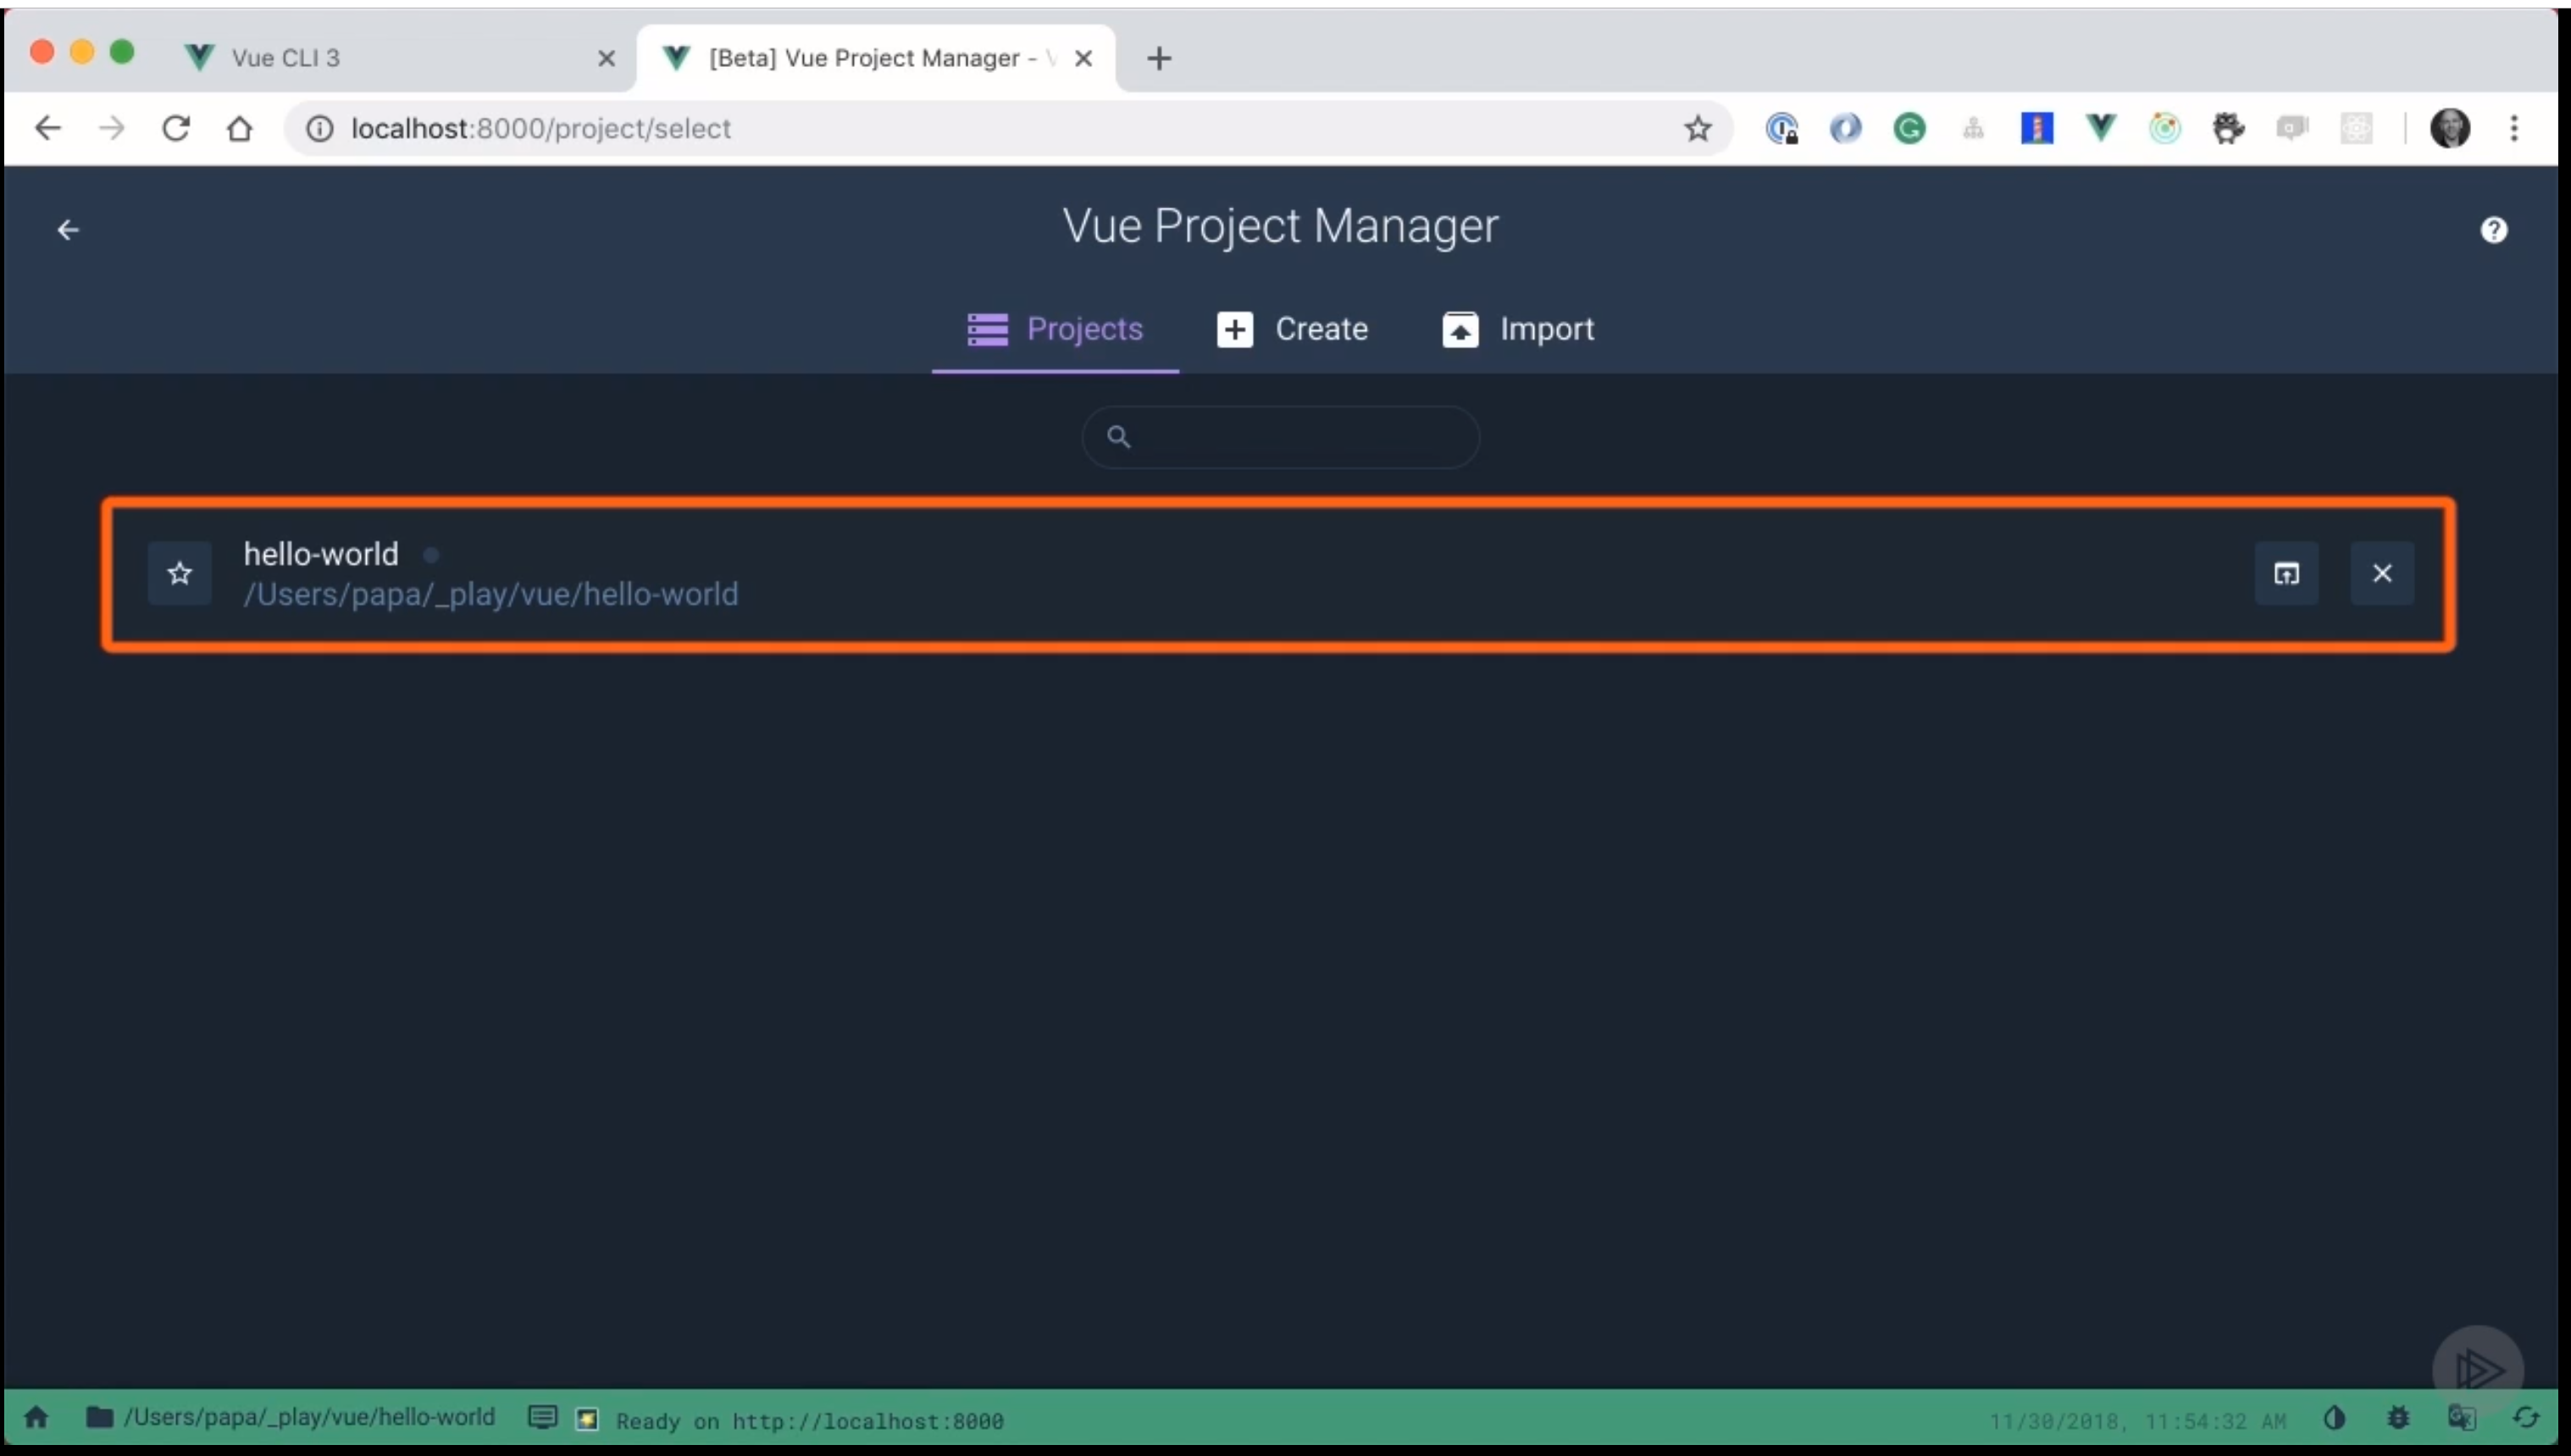 Vue CLI 3
[Beta] Vue Project Manager -
localhost:8000/project/select
Vue Project Manager
Projects
Create
Import
hello-world
/Users/papa/_play/vue/hello-world
/Users/papa/_play/vue/hello-world
Ready on http://localhost:8000
11/30/2018, 11:54:32 AM